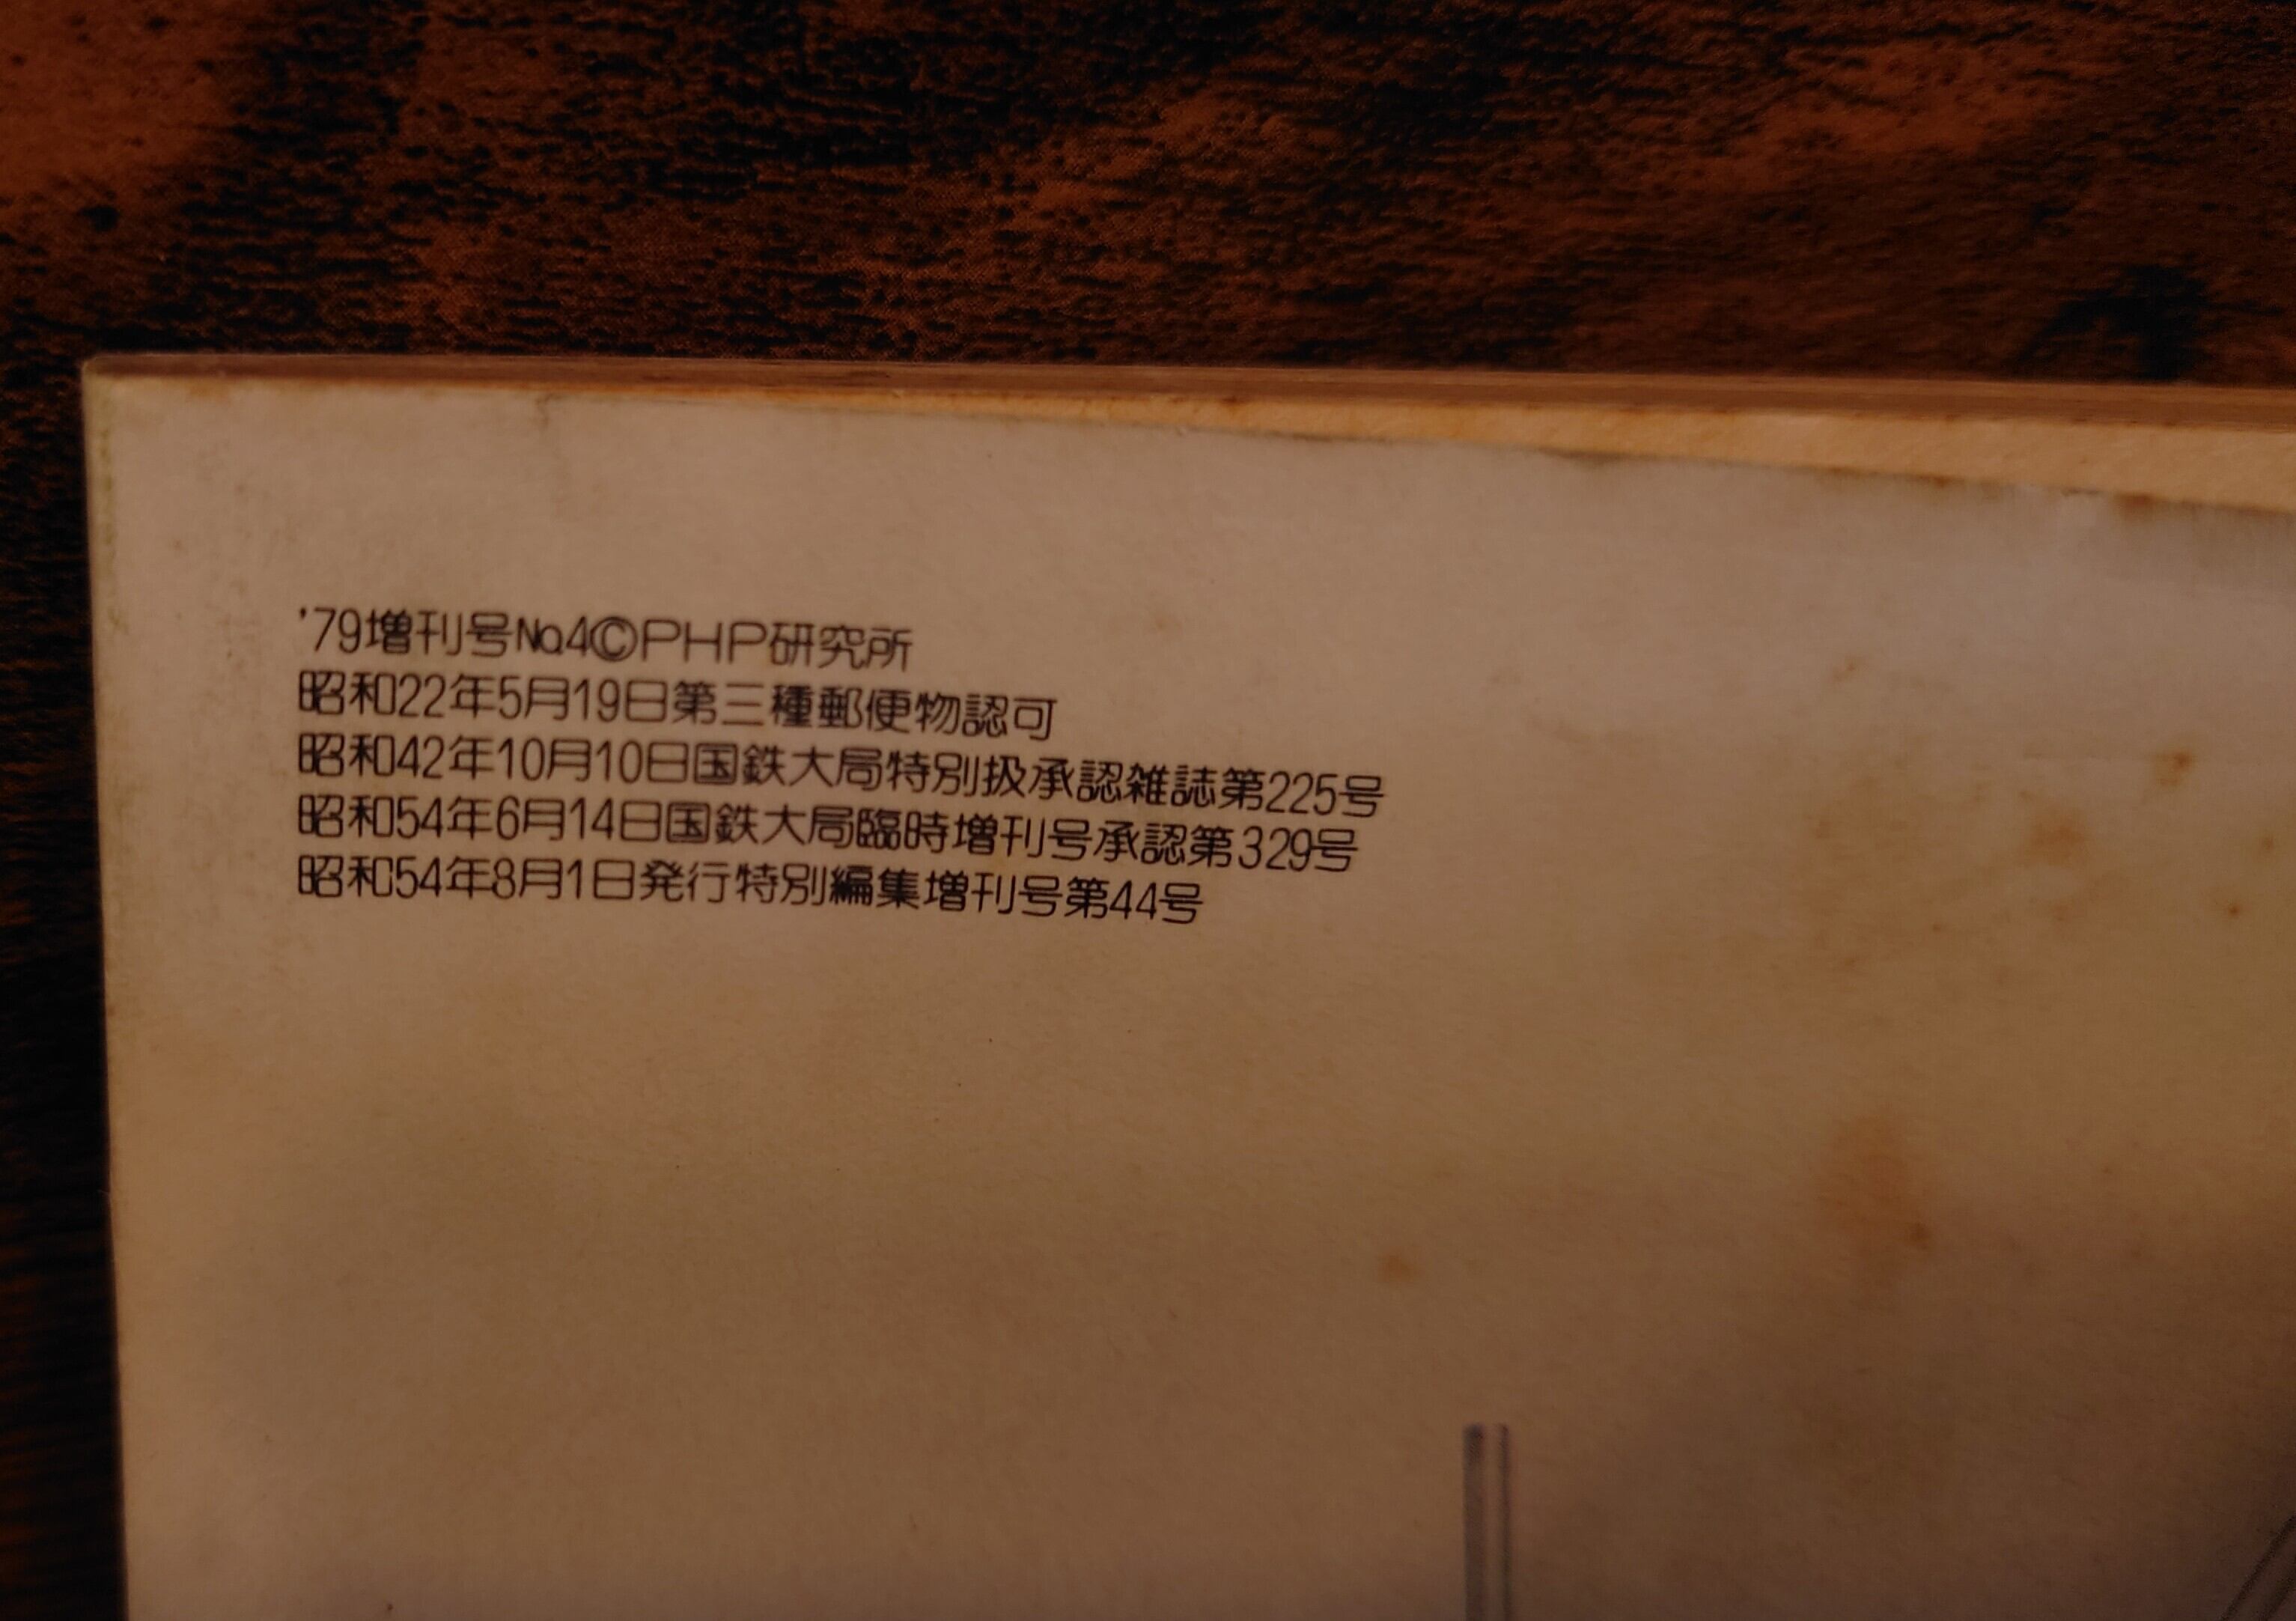 '79増刊号№4©PHP研究所
昭和22年5月19日第三種郵便物認可
昭和42年10月10日国鉄大局特別扱承認雑誌第225号
昭和54年6月14日国鉄大局臨時増刊号承認第329号
昭和54年8月1日発行特別編集増刊号第44号